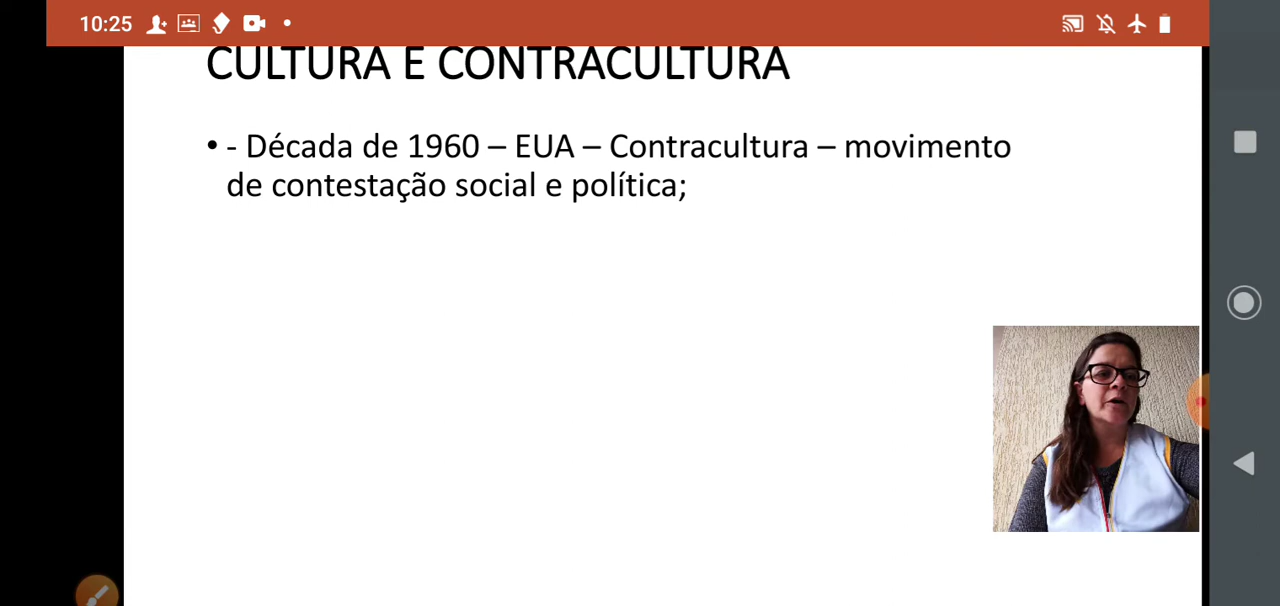 10:25
CULTURA E CONTRACULTURA
• - Década de 1960 – EUA – Contracultura – movimento
de contestação social e política;